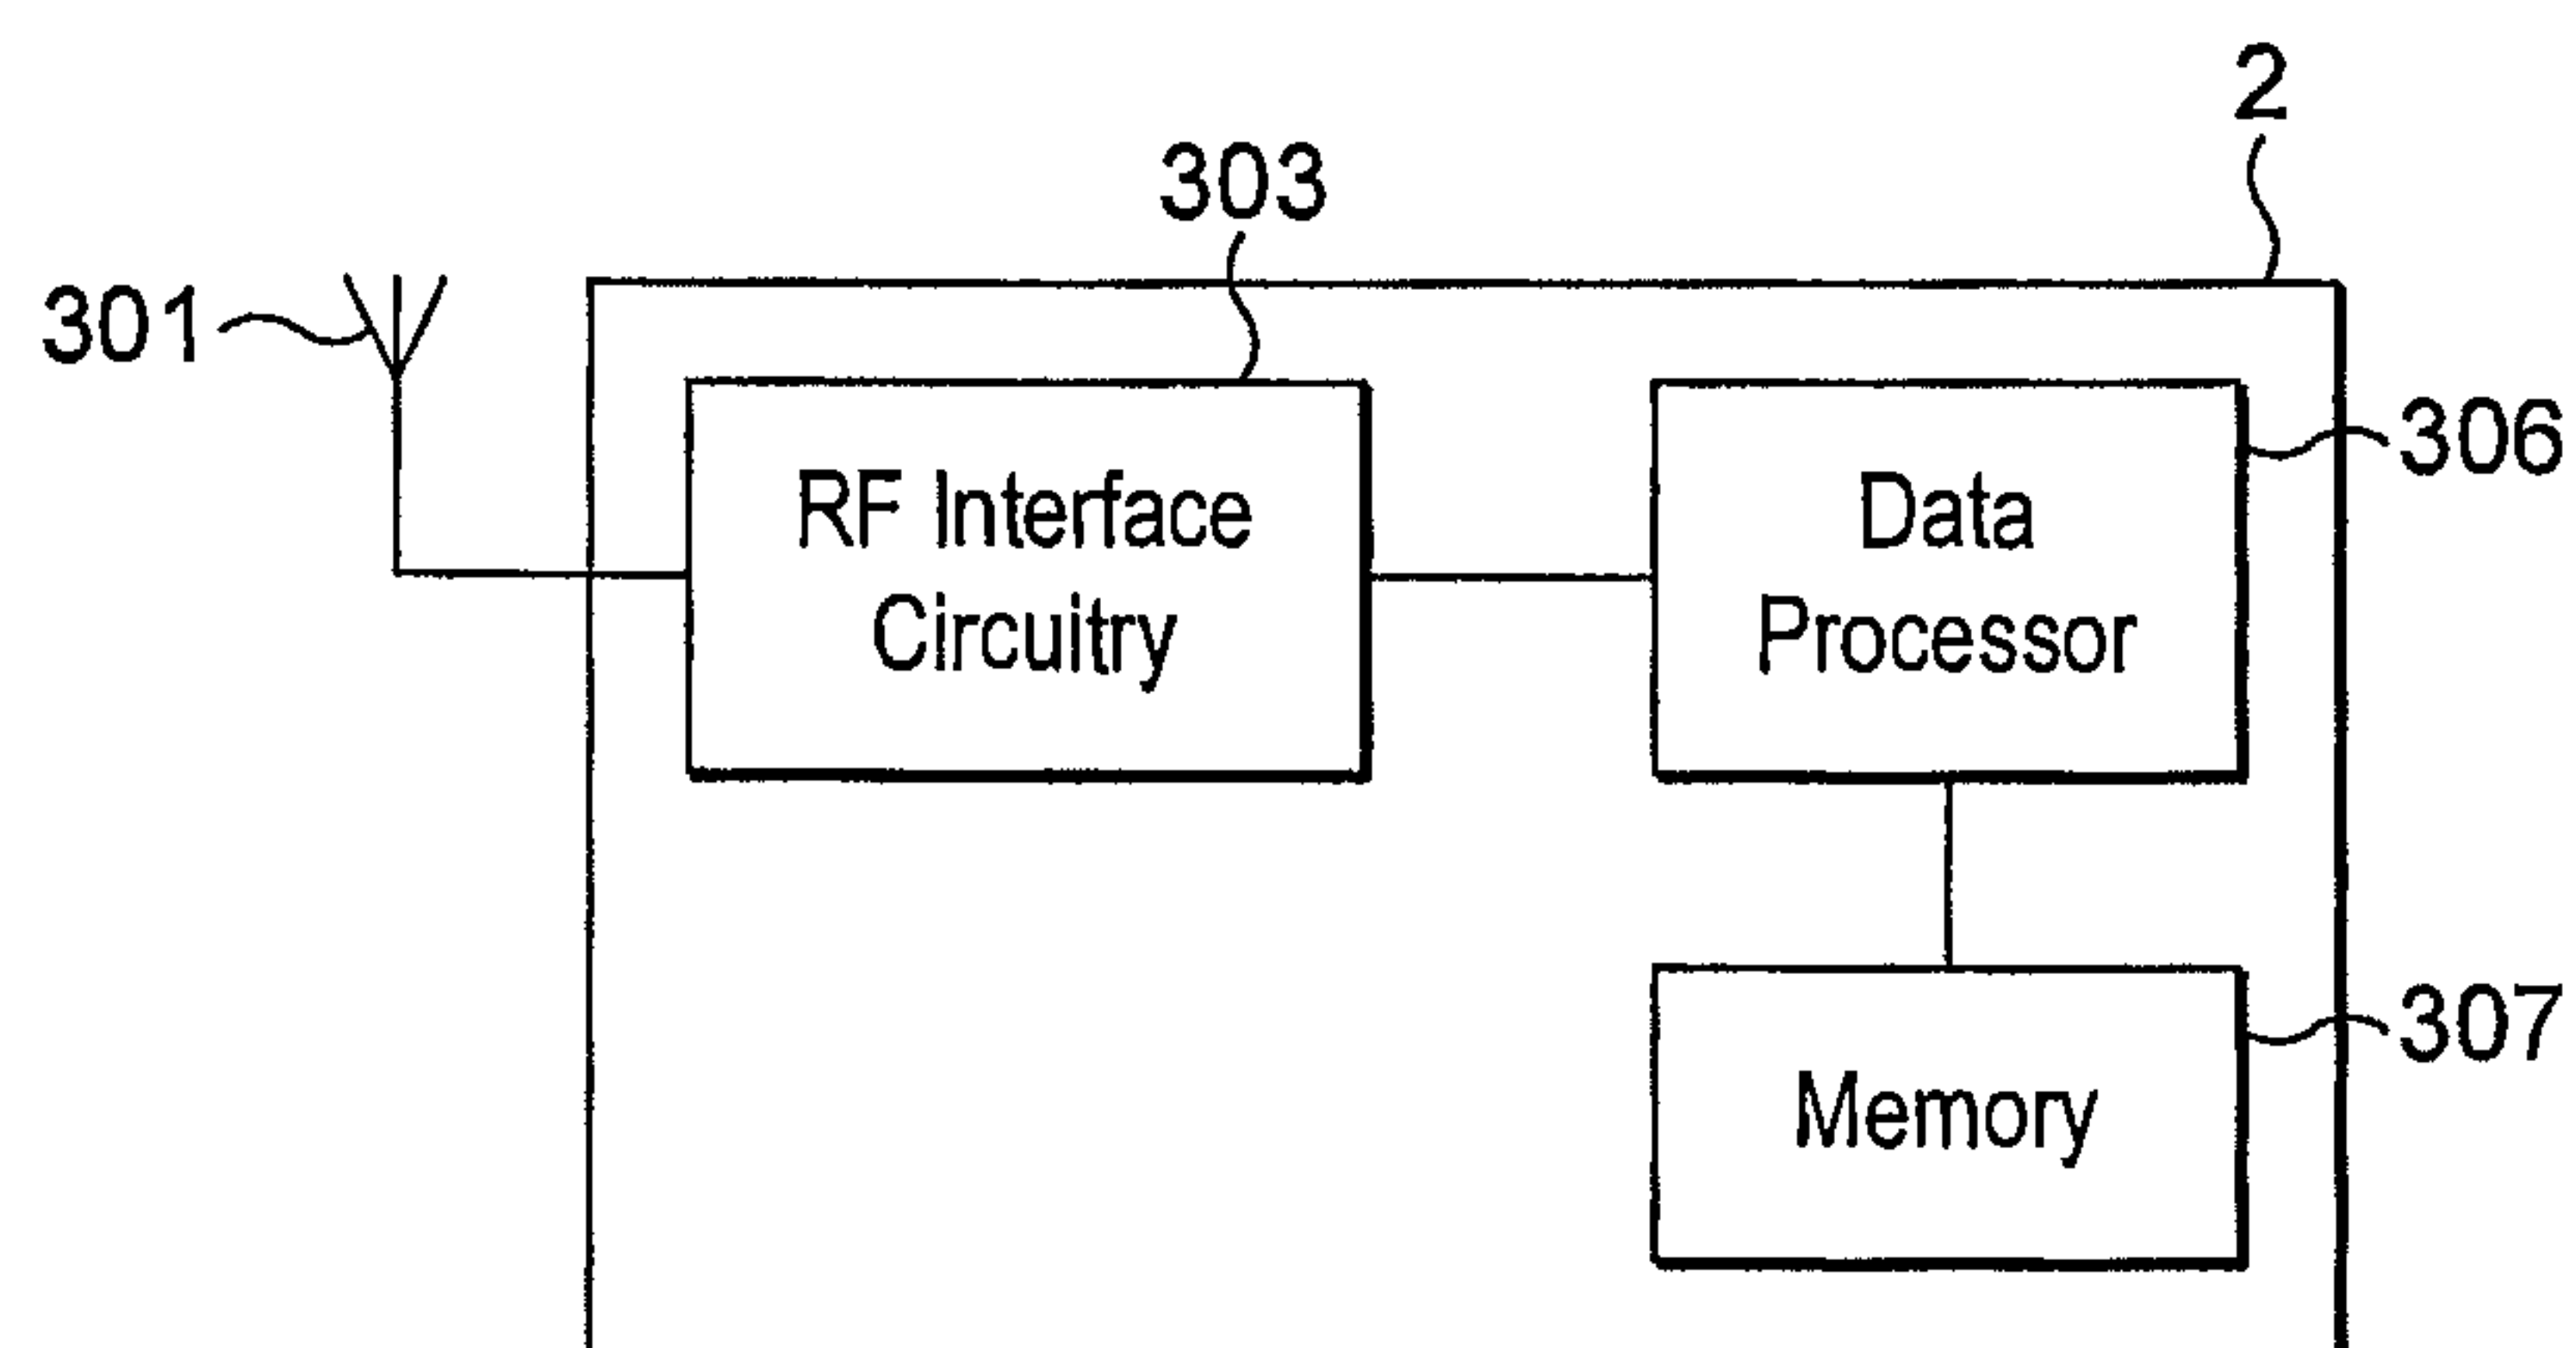 2
303
301
306
RF Interface
Circuitry
Data
Processor
307
Memory